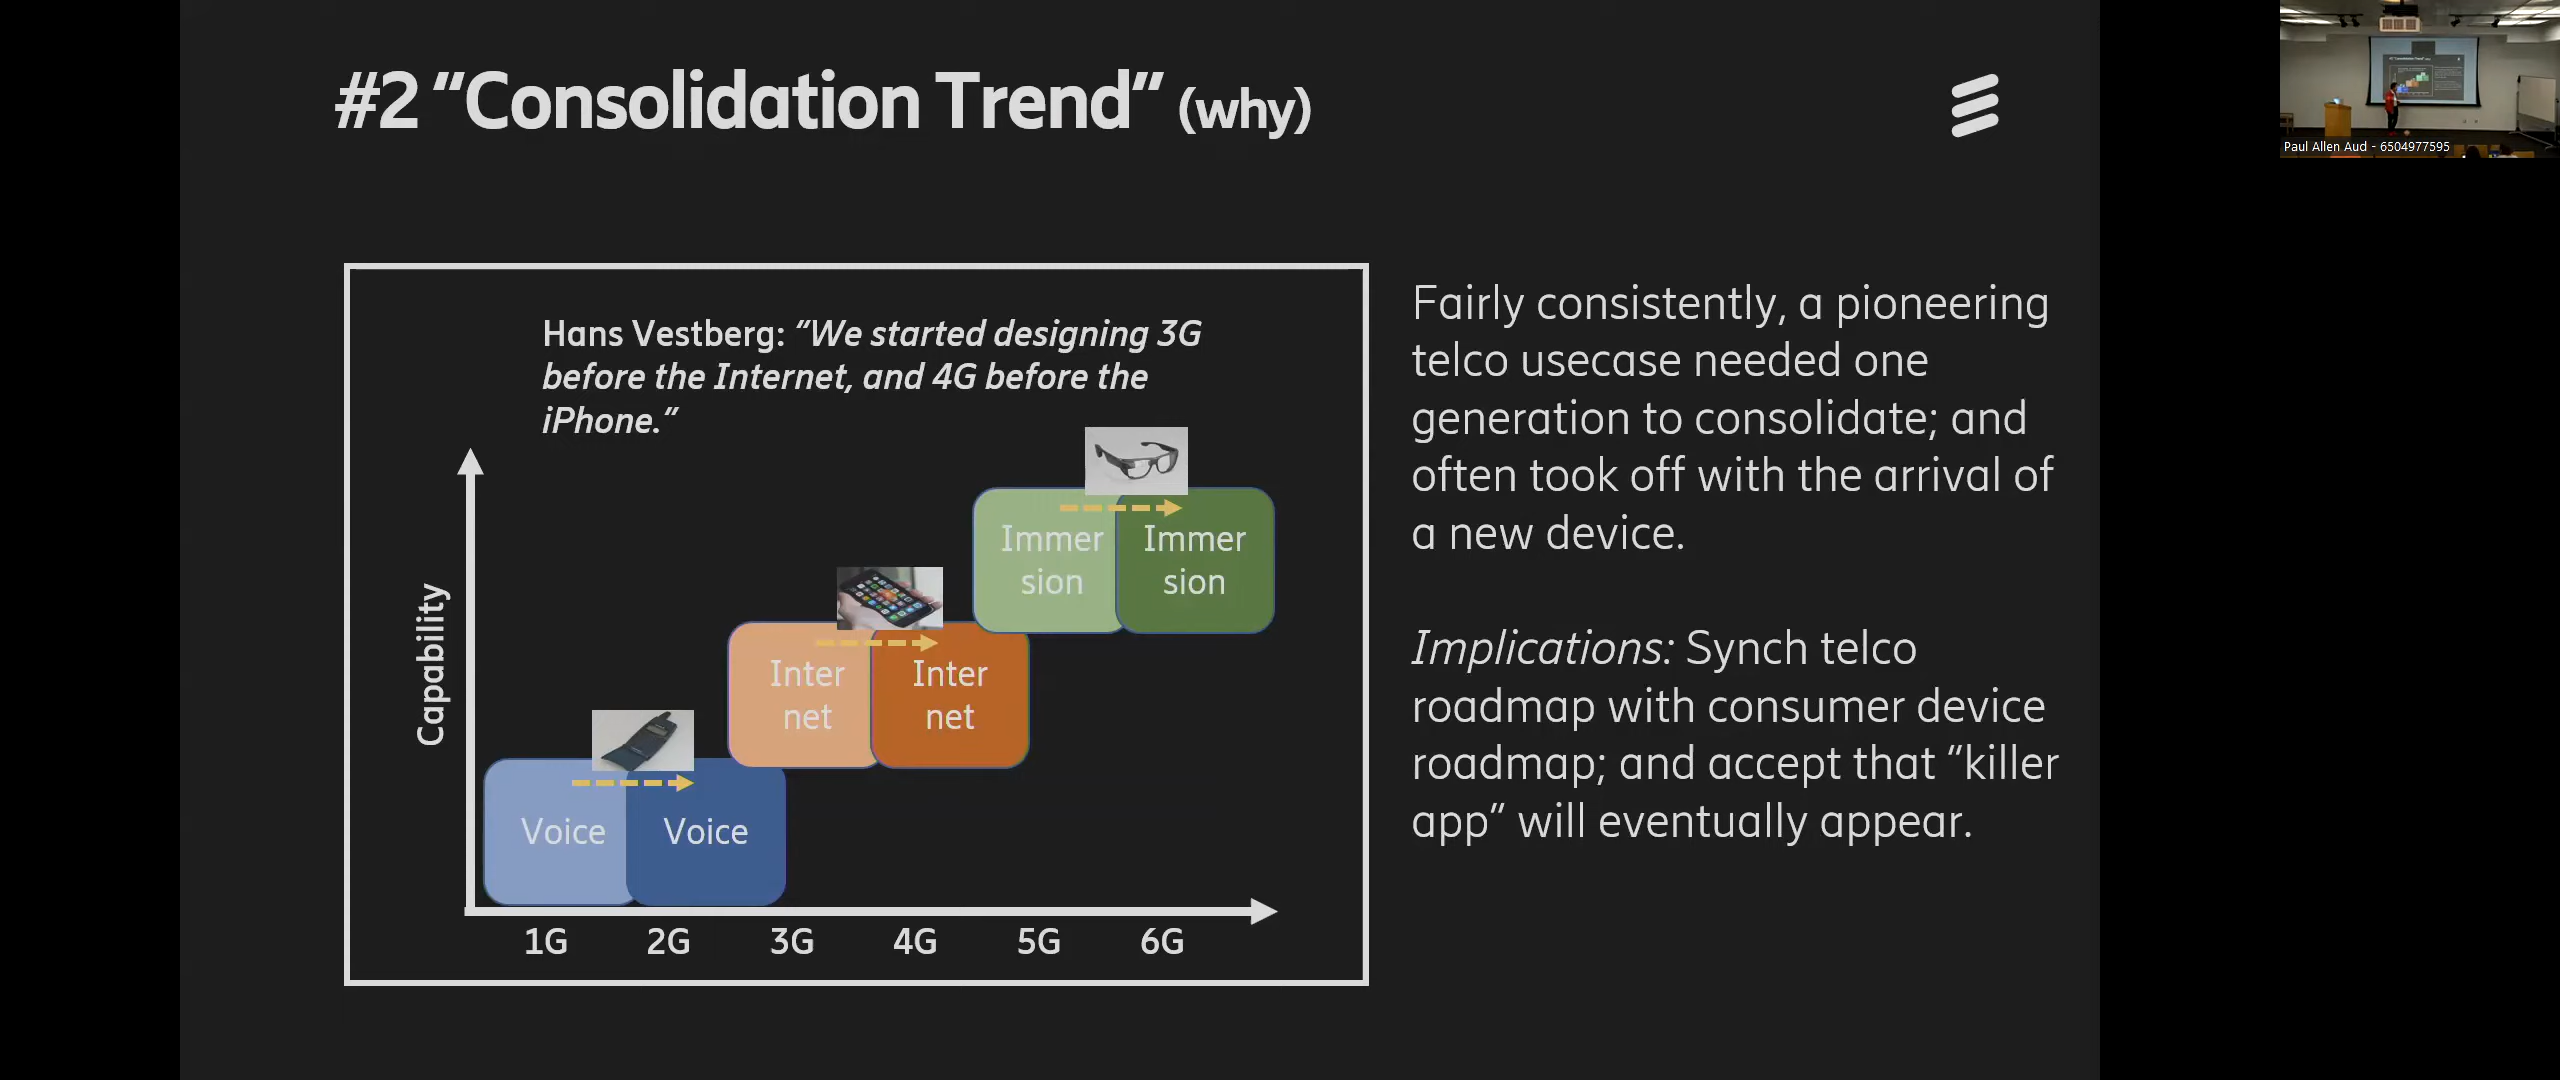 #2 “Consolidation Trend” (why)
Hans Vestberg: “We started designing 3G
before the Internet, and 4G before the
iPhone.”
Capability
Immer
sion
Immer
sion
Inter
net
Inter
net
Voice
Voice
1G 2G 3G 4G 5G 6G
Fairly consistently, a pioneering
telco usecase needed one
generation to consolidate; and
often took off with the arrival of
a new device.
Implications: Synch telco
roadmap with consumer device
roadmap; and accept that “killer
app” will eventually appear.
Paul Allen Aud - 6504977595